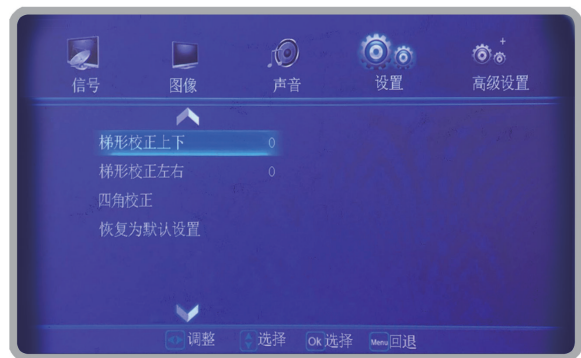 信号 图像 声音 设置 高级设置
梯形校正上下 0
梯形校正左右 0
四角校正
恢复为默认设置
调整 选择 Ok 选择 Menu 回退